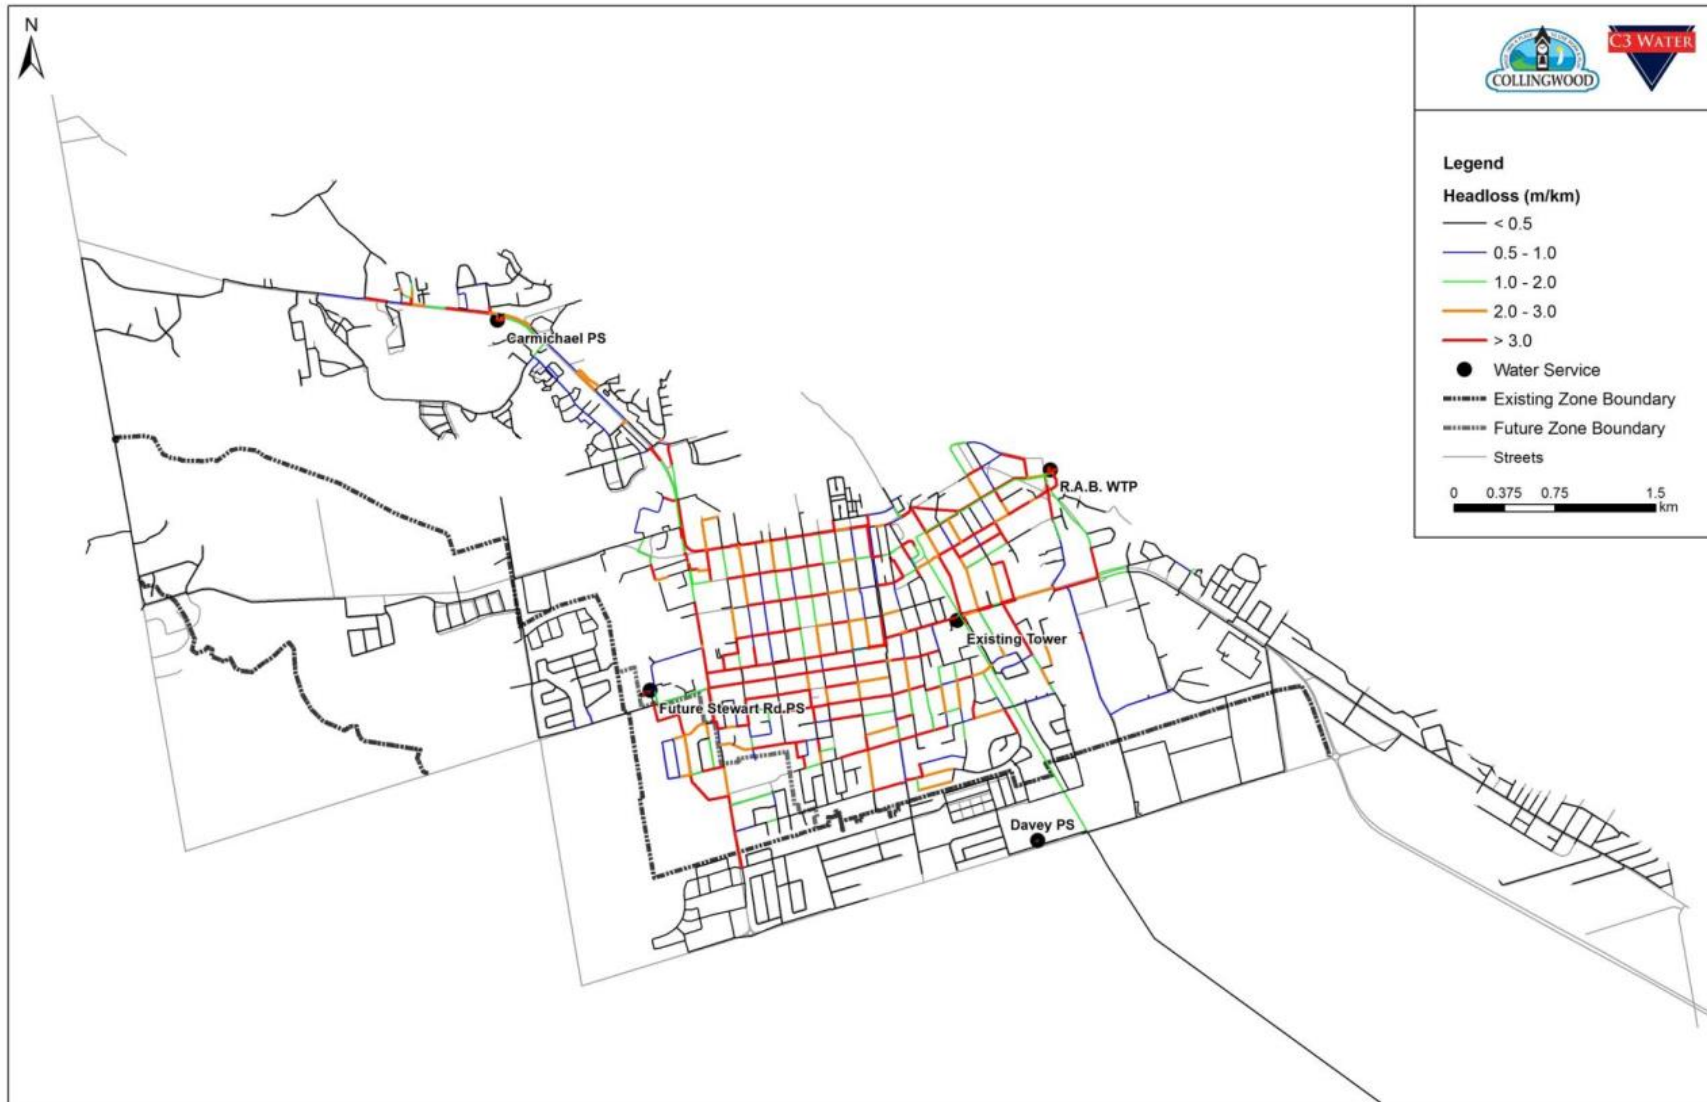 N
COLLINGWOOD
C3 WATER
Legend
Headloss (m/km)
< 0.5
0.5 - 1.0
1.0 - 2.0
2.0 - 3.0
> 3.0
Water Service
Existing Zone Boundary
Future Zone Boundary
Streets
0 0.375 0.75 1.5
km
Carmichael PS
R.A.B. WTP
Existing Tower
Future Stewart Rd.PS
Davey PS